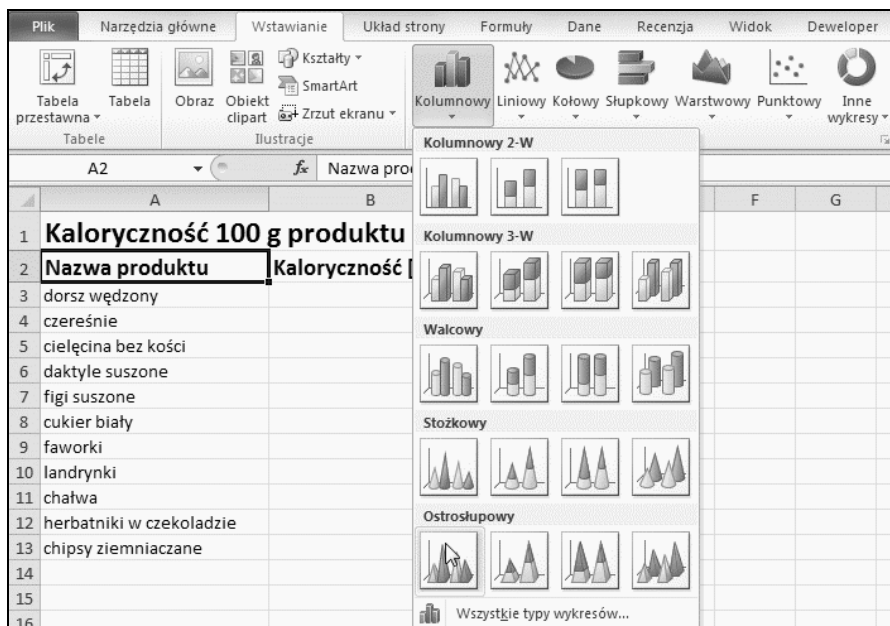 Plik Narzędzia główne Wstawianie Układ strony Formuły Dane Recenzja Widok Deweloper
Tabela przestawna
Tabela
Obraz
Obiekt clipart
Kształty
SmartArt
Zrzut ekranu
Kolumnowy Liniowy Kołowy Słupkowy Warstwowy Punktowy Inne wykresy
Tabele Ilustracje
A2 fx Nazwa pro
A B F G
1 Kaloryczność 100 g produktu
2 Nazwa produktu Kaloryczność [
3 dorsz wędzony
4 czereśnie
5 cielęcina bez kości
6 daktyle suszone
7 figi suszone
8 cukier biały
9 faworki
10 landrynki
11 chałwa
12 herbatniki w czekoladzie
13 chipsy ziemniaczane
14
15
16
Kolumnowy 2-W
Kolumnowy 3-W
Walcowy
Stożkowy
Ostrosłupowy
Wszystkie typy wykresów...